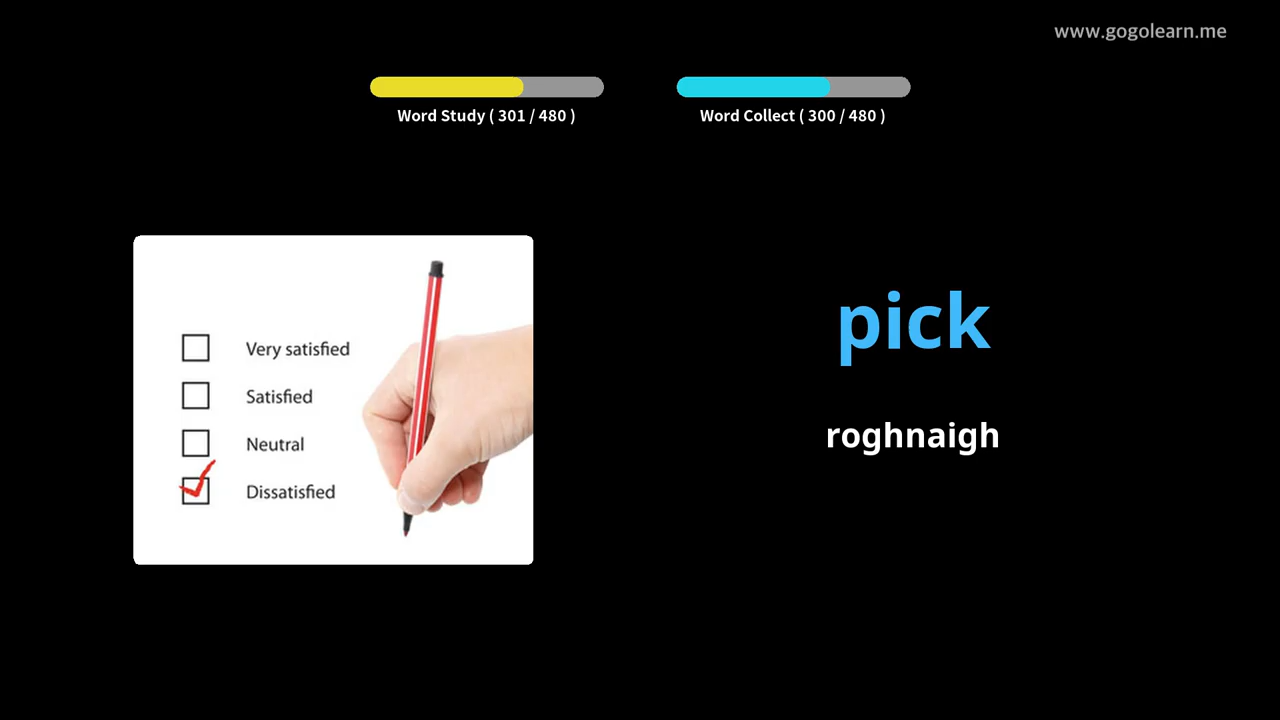 www.gogolearn.me
Word Study ( 301 / 480 )
Word Collect ( 300 / 480 )
Very satisfied
Satisfied
Neutral
Dissatisfied
pick
roghnaigh